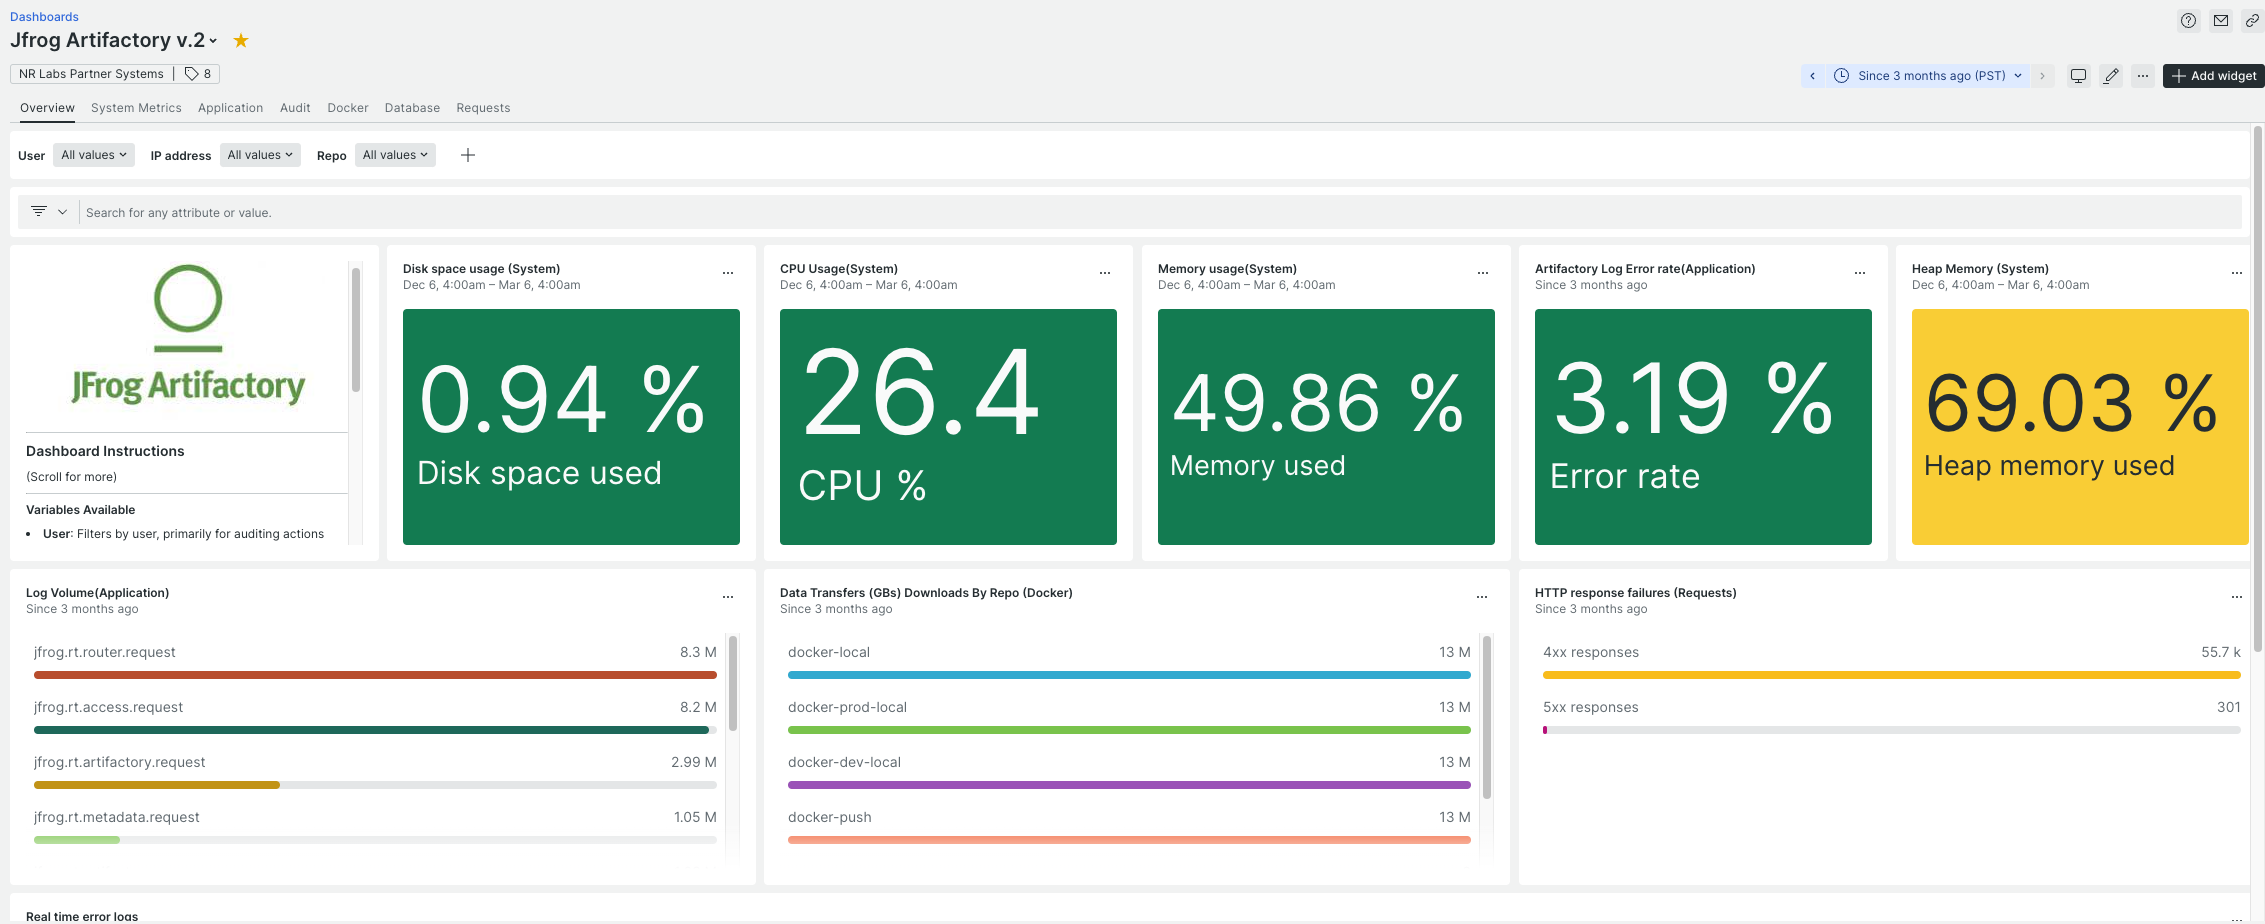 Dashboards
Jfrog Artifactory v.2
NR Labs Partner Systems | 8
Since 3 months ago (PST)
Add widget
Overview System Metrics Application Audit Docker Database Requests
User All values IP address All values Repo All values
Search for any attribute or value.
JFrog Artifactory
Dashboard Instructions
(Scroll for more)
Variables Available
• User: Filters by user, primarily for auditing actions
Disk space usage (System)
Dec 6, 4:00am – Mar 6, 4:00am
0.94 %
Disk space used
CPU Usage(System)
Dec 6, 4:00am – Mar 6, 4:00am
26.4
CPU %
Memory usage(System)
Dec 6, 4:00am – Mar 6, 4:00am
49.86 %
Memory used
Artifactory Log Error rate(Application)
Since 3 months ago
3.19 %
Error rate
Heap Memory (System)
Dec 6, 4:00am – Mar 6, 4:00am
69.03 %
Heap memory used
Log Volume(Application)
Since 3 months ago
jfrog.rt.router.request 8.3 M
jfrog.rt.access.request 8.2 M
jfrog.rt.artifactory.request 2.99 M
jfrog.rt.metadata.request 1.05 M
Data Transfers (GBs) Downloads By Repo (Docker)
Since 3 months ago
docker-local 13 M
docker-prod-local 13 M
docker-dev-local 13 M
docker-push 13 M
HTTP response failures (Requests)
Since 3 months ago
4xx responses 55.7 k
5xx responses 301
Real time error logs